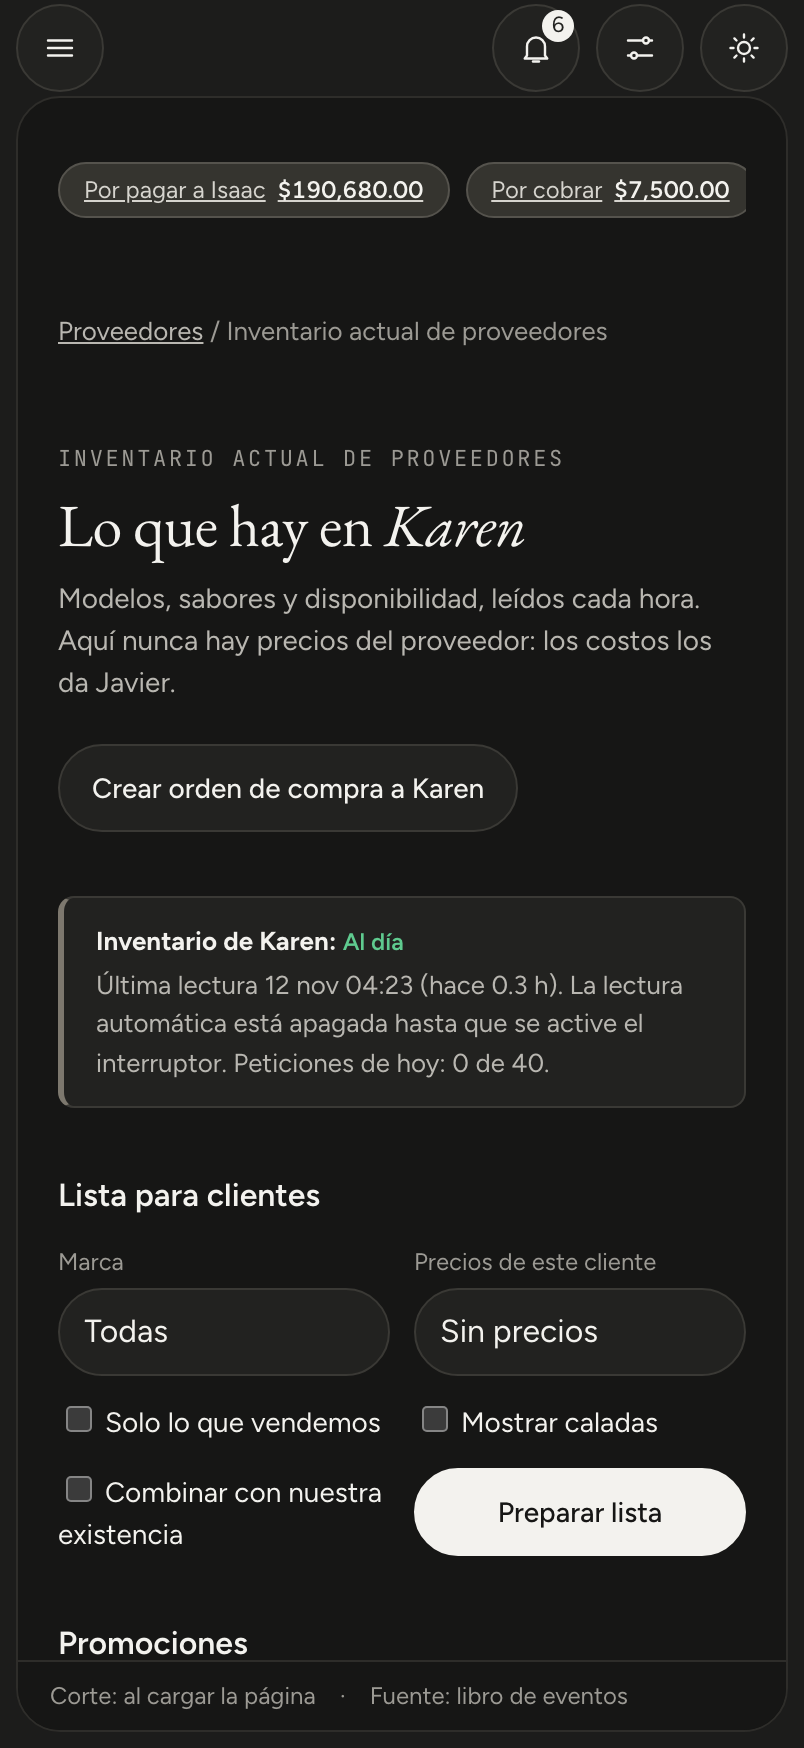 6
Por pagar a Isaac $190,680.00
Por cobrar $7,500.00
Proveedores / Inventario actual de proveedores
INVENTARIO ACTUAL DE PROVEEDORES
Lo que hay en Karen
Modelos, sabores y disponibilidad, leídos cada hora.
Aquí nunca hay precios del proveedor: los costos los
da Javier.
Crear orden de compra a Karen
Inventario de Karen: Al día
Última lectura 12 nov 04:23 (hace 0.3 h). La lectura
automática está apagada hasta que se active el
interruptor. Peticiones de hoy: 0 de 40.
Lista para clientes
Marca
Precios de este cliente
Todas
Sin precios
Solo lo que vendemos
Mostrar caladas
Combinar con nuestra
existencia
Preparar lista
Promociones
Corte: al cargar la página · Fuente: libro de eventos